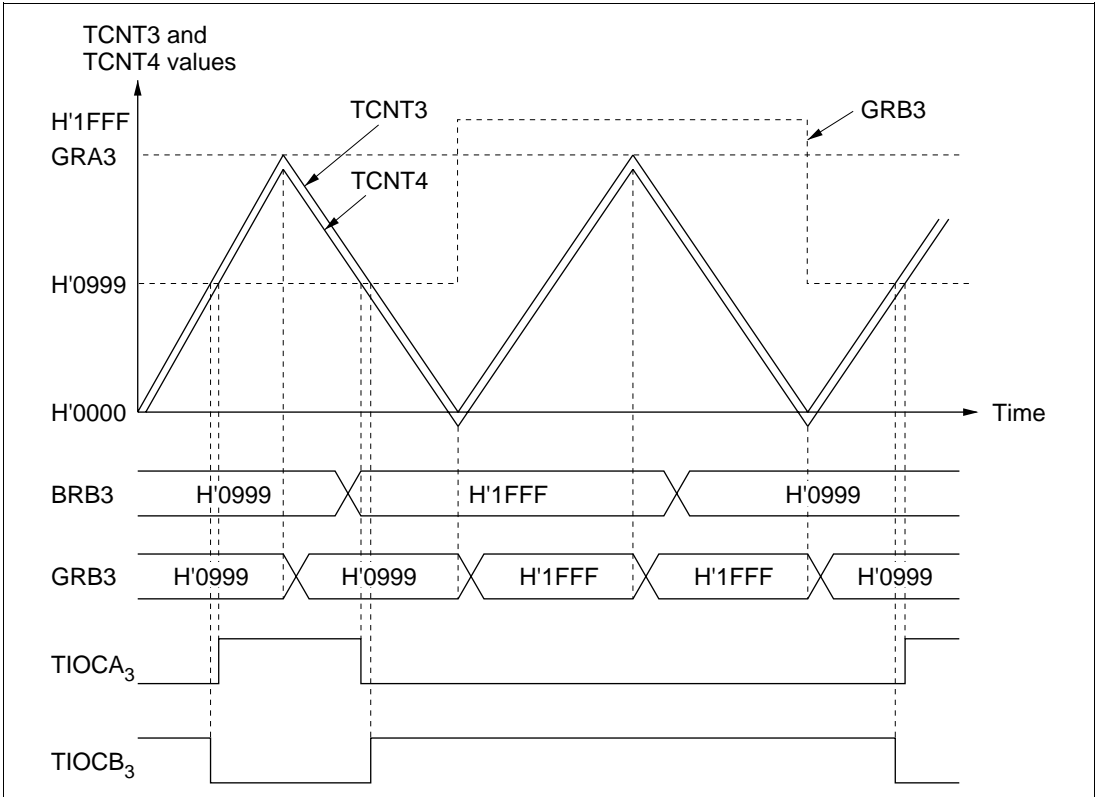 TCNT3 and
TCNT4 values
H'1FFF
TCNT3
GRB3
GRA3
TCNT4
H'0999
H'0000
Time
BRB3
H'0999
H'1FFF
H'0999
GRB3
H'0999
H'0999
H'1FFF
H'1FFF
H'0999
TIOCA3
TIOCB3